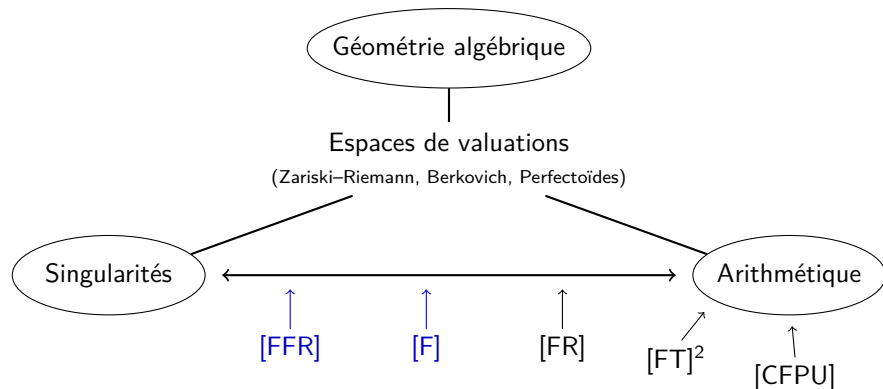 Géométrie algébrique
Espaces de valuations
(Zariski–Riemann, Berkovich, Perfectoïdes)
Singularités
Arithmétique
[FFR]
[F]
[FR]
[FT]²
[CFPU]